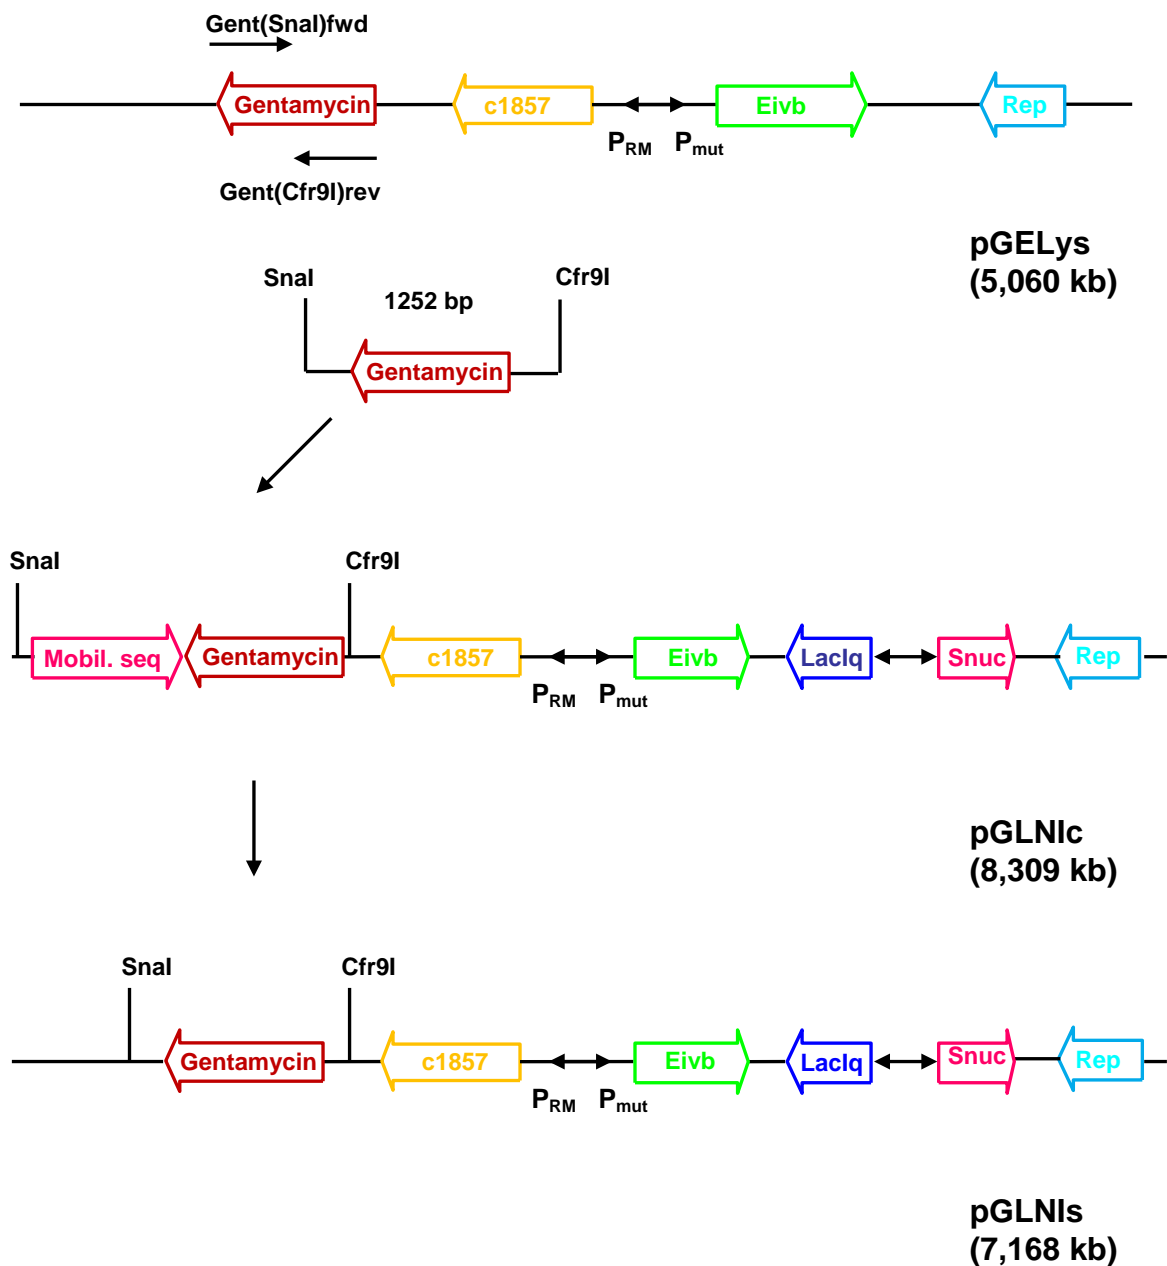 Gent(SnaI)fwd
Gentamycin c1857 Eivb Rep
PRM Pmut
Gent(Cfr9I)rev
pGELys
(5,060 kb)
SnaI Cfr9I
1252 bp
Gentamycin
SnaI Cfr9I
Mobil. seq Gentamycin c1857 Eivb LacIq Snuc Rep
PRM Pmut
pGLNIc
(8,309 kb)
SnaI Cfr9I
Gentamycin c1857 Eivb LacIq Snuc Rep
PRM Pmut
pGLNIs
(7,168 kb)